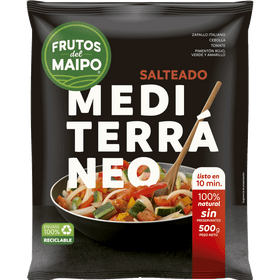 FRUTOS
del
MAIPO
ZAPALLO ITALIANO
CEBOLLA
TOMATE
PIMENTÓN ROJO,
VERDE Y AMARILLO
SALTEADO
MEDI
TERRÁ
NEO
listo en
10 min.
100%
natural
sin
PRESERVANTES
500g
PESO NETO
ENVASE
100%
RECICLABLE